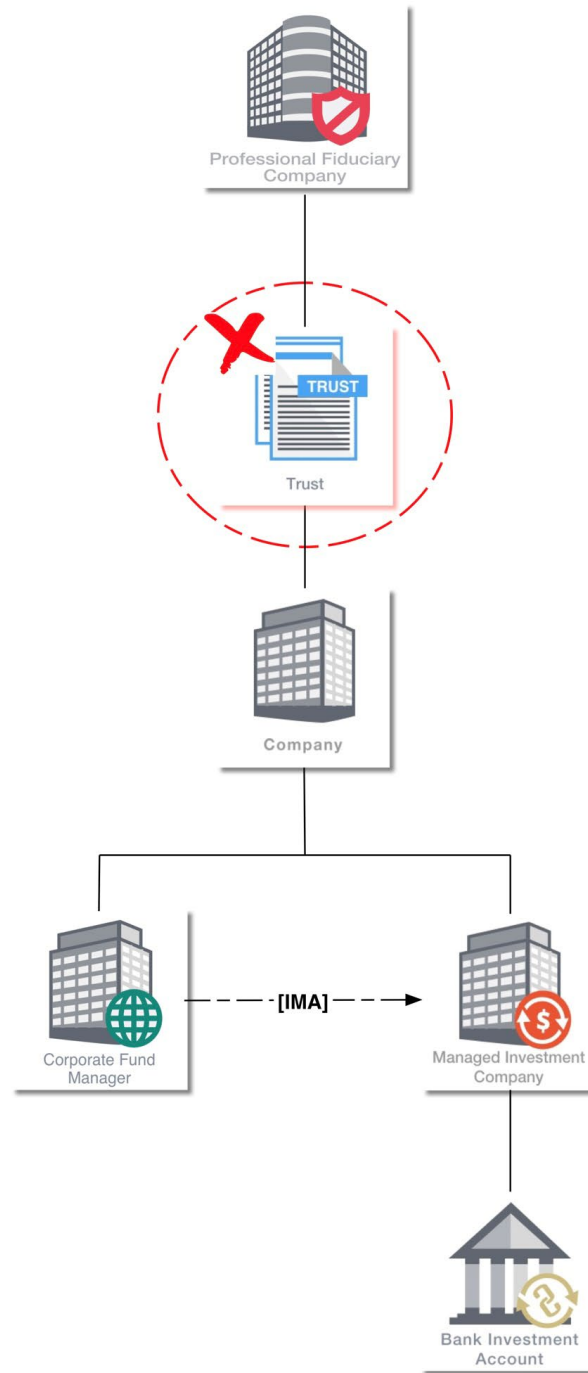 Professional Fiduciary
Company
TRUST
Trust
Company
[IMA]
Corporate Fund
Manager
Managed Investment
Company
Bank Investment
Account